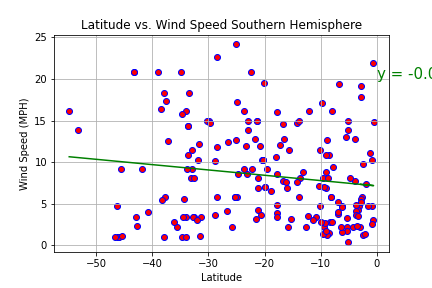 Latitude vs. Wind Speed Southern Hemisphere
25
20
15
10
5
0
Wind Speed (MPH)
y = -0.0
−50 −40 −30 −20 −10 0
Latitude